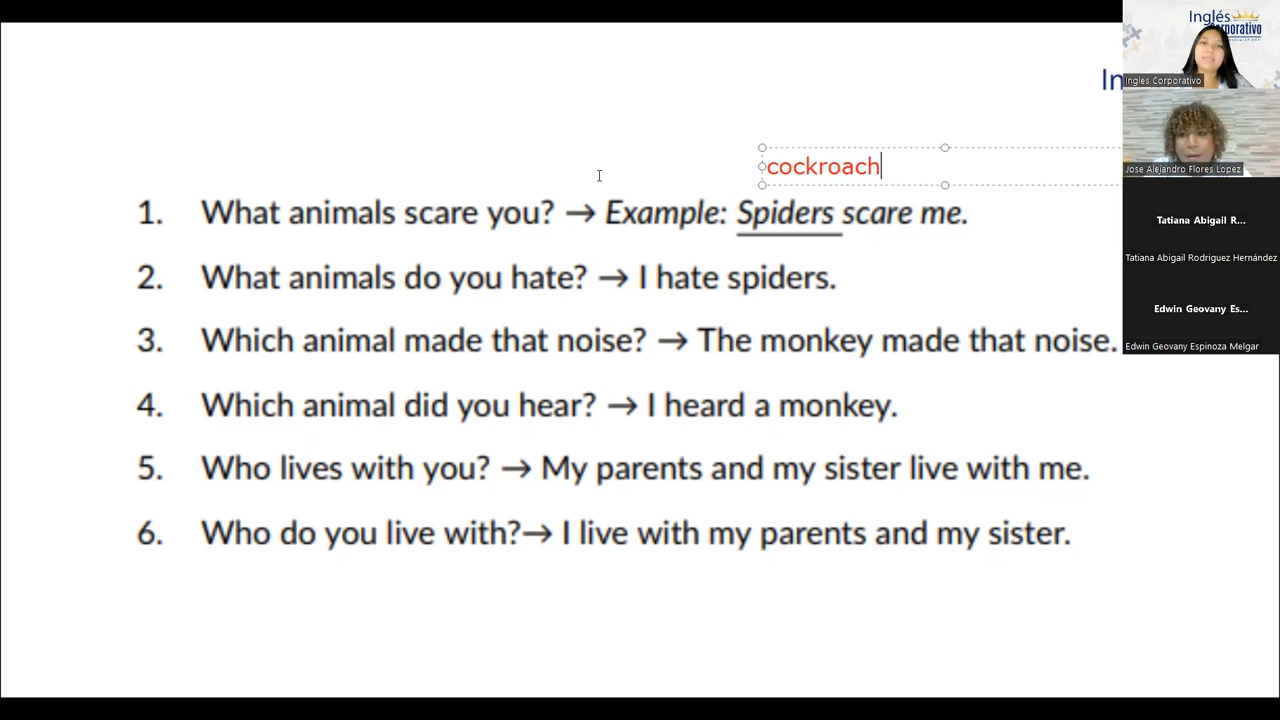 Inglés
Corporativo
Ingles Corporativo
In
cockroach
Jose Alejandro Flores Lopez
1. What animals scare you? → Example: Spiders scare me.
Tatiana Abigail R...
Tatiana Abigail Rodriguez Hernández
2. What animals do you hate? → I hate spiders.
Edwin Geovany Es...
3. Which animal made that noise? → The monkey made that noise.
Edwin Geovany Espinoza Melgar
4. Which animal did you hear? → I heard a monkey.
5. Who lives with you? → My parents and my sister live with me.
6. Who do you live with?→ I live with my parents and my sister.